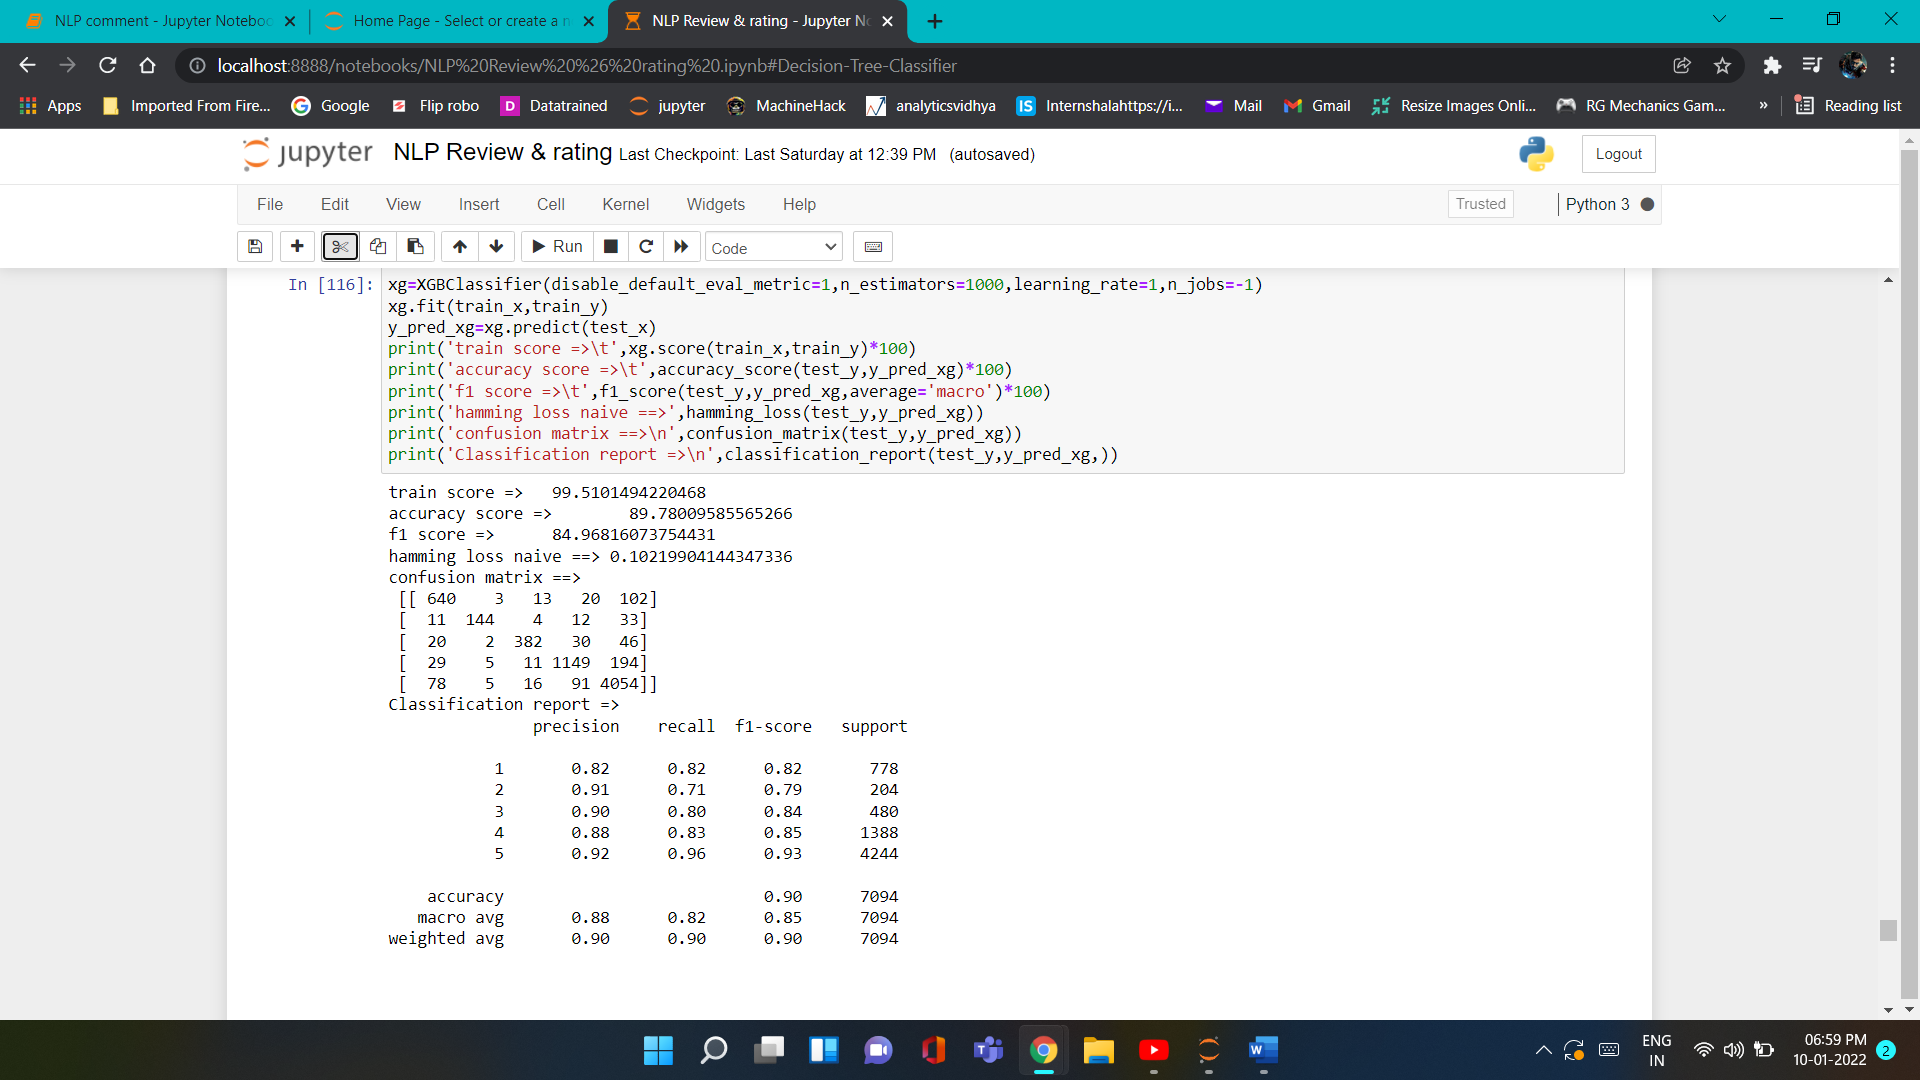 NLP comment - Jupyter Noteboo
Home Page - Select or create a n
NLP Review & rating - Jupyter No
localhost:8888/notebooks/NLP%20Review%20%26%20rating%20.ipynb#Decision-Tree-Classifier
Apps Imported From Fire... Google Flip robo Datatrained jupyter MachineHack analyticsvidhya Internshalahttps://i... Mail Gmail Resize Images Onli... RG Mechanics Gam... » Reading list
jupyter NLP Review & rating Last Checkpoint: Last Saturday at 12:39 PM (autosaved) Logout
File Edit View Insert Cell Kernel Widgets Help Trusted Python 3
Run Code
In [116]: xg=XGBClassifier(disable_default_eval_metric=1,n_estimators=1000,learning_rate=1,n_jobs=-1)
xg.fit(train_x,train_y)
y_pred_xg=xg.predict(test_x)
print('train score =>\t',xg.score(train_x,train_y)*100)
print('accuracy score =>\t',accuracy_score(test_y,y_pred_xg)*100)
print('f1 score =>\t',f1_score(test_y,y_pred_xg,average='macro')*100)
print('hamming loss naive ==>',hamming_loss(test_y,y_pred_xg))
print('confusion matrix ==>\n',confusion_matrix(test_y,y_pred_xg))
print('Classification report =>\n',classification_report(test_y,y_pred_xg,))
train score => 99.5101494220468
accuracy score => 89.78009585565266
f1 score => 84.96816073754431
hamming loss naive ==> 0.10219904144347336
confusion matrix ==>
[[ 640 3 13 20 102]
[ 11 144 4 12 33]
[ 20 2 382 30 46]
[ 29 5 11 1149 194]
[ 78 5 16 91 4054]]
Classification report =>
precision recall f1-score support
1 0.82 0.82 0.82 778
2 0.91 0.71 0.79 204
3 0.90 0.80 0.84 480
4 0.88 0.83 0.85 1388
5 0.92 0.96 0.93 4244
accuracy 0.90 7094
macro avg 0.88 0.82 0.85 7094
weighted avg 0.90 0.90 0.90 7094
ENG
IN
06:59 PM
10-01-2022
2